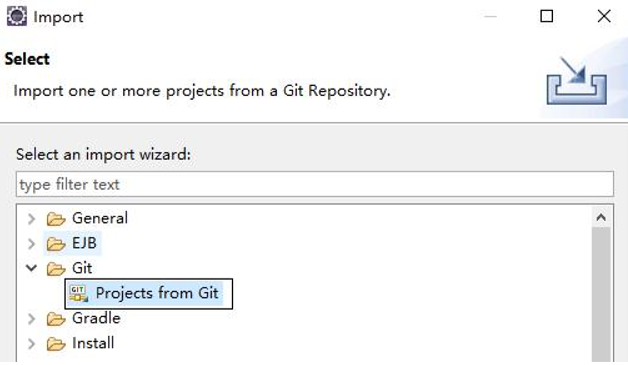 Import
Select
Import one or more projects from a Git Repository.
Select an import wizard:
type filter text
General
EJB
Git
GIT Projects from Git
Gradle
Install